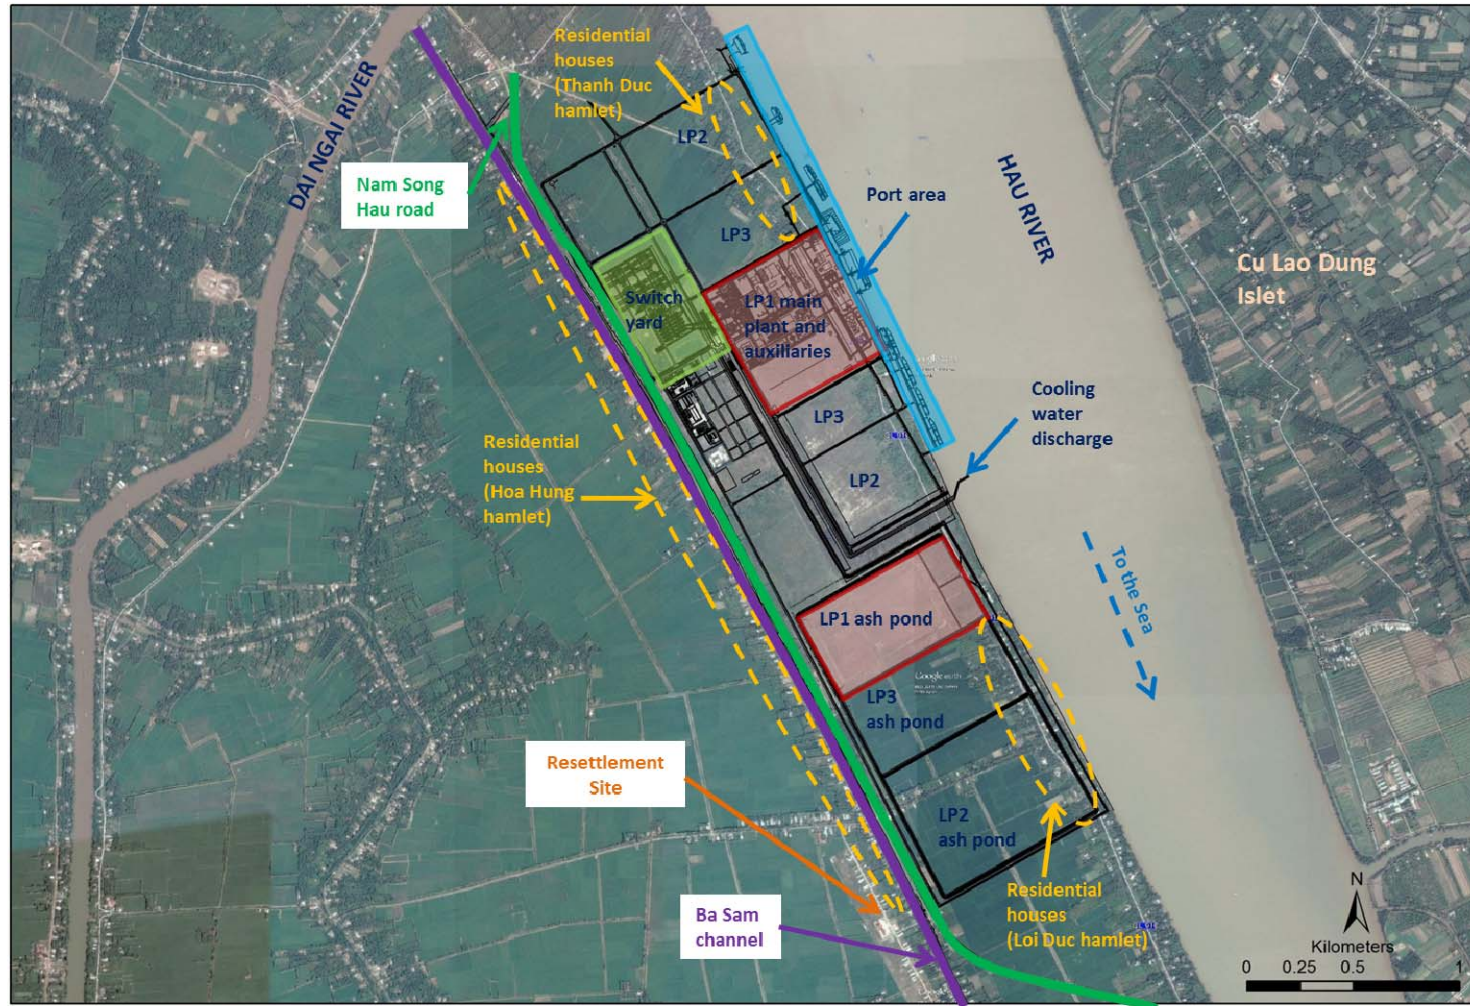 Residential
houses
(Thanh Duc
hamlet)
DAI NGAI RIVER
LP2
Nam Song
Hau road
HAU RIVER
Port area
LP3
Cu Lao Dung
Islet
Switch
yard
LP1 main
plant and
auxiliaries
Cooling
water
discharge
LP3
Residential
houses
(Hoa Hung
hamlet)
LP2
To the Sea
LP1 ash pond
Google earth
LP3
ash pond
Resettlement
Site
LP2
ash pond
Residential
houses
(Loi Duc hamlet)
Ba Sam
channel
N
Kilometers
0 0.25 0.5 1